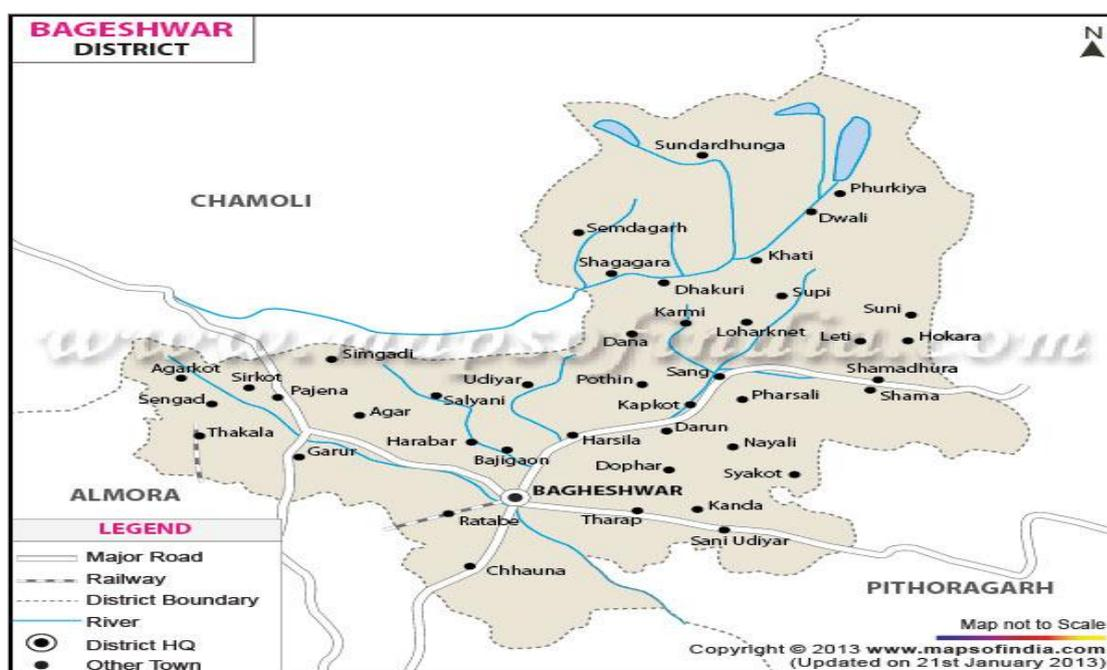 BAGESHWAR
DISTRICT
N
Sundardhunga
CHAMOLI
Phurkiya
Dwali
Semdagarh
Shagagara
Khati
Dhakuri
Supi
Karmi
Suni
Loharknet
Leti
Hokara
Dana
www.mapsofindia.com
Simgadi
Agarkot
Sirkot
Udiyar
Pothin
Sang
Shamadhura
Pajena
Sengad
Salyani
Kapkot
Pharsali
Shama
Agar
Thakala
Harabar
Harsila
Darun
Nayali
Garur
Bajigaon
Dophar
Syakot
ALMORA
BAGHESHWAR
Ratabe
Tharap
Kanda
Sani Udiyar
Chhauna
PITHORAGARH
LEGEND
Major Road
Railway
District Boundary
River
District HQ
Other Town
Map not to Scale
Copyright © 2013 www.mapsofindia.com
(Updated on 21st January 2013)